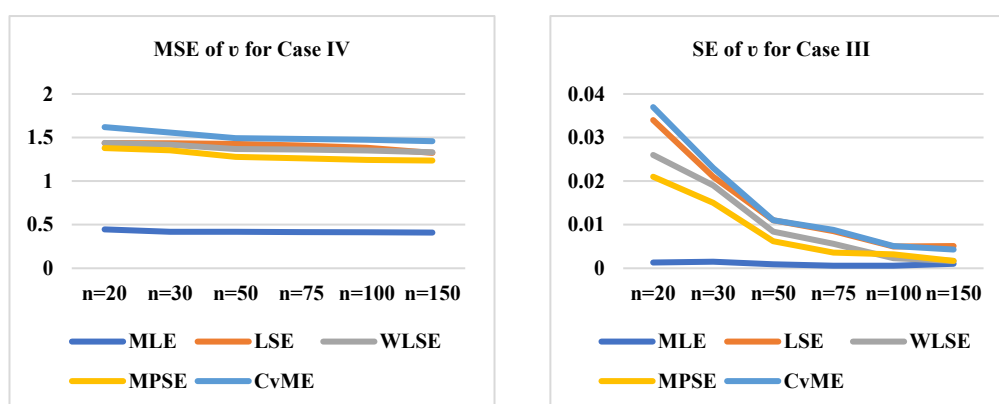 MSE of ʋ for Case IV
2
1.5
1
0.5
0
n=20 n=30 n=50 n=75 n=100 n=150
MLE LSE WLSE
MPSE CvME
SE of ʋ for Case III
0.04
0.03
0.02
0.01
0
n=20 n=30 n=50 n=75 n=100 n=150
MLE LSE WLSE
MPSE CvME